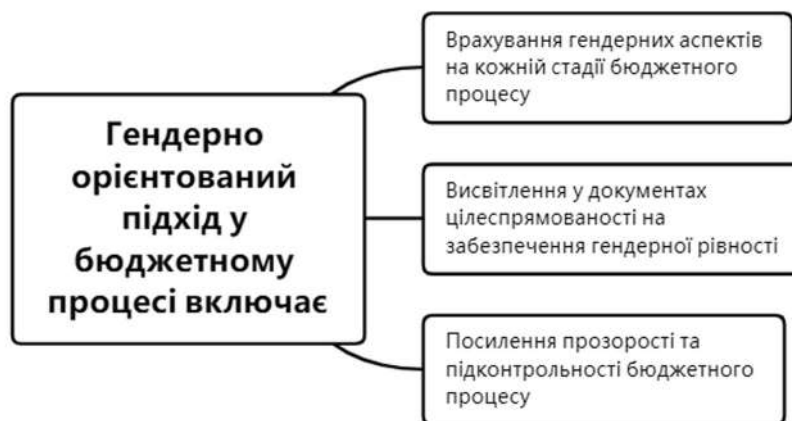 Гендерно
орієнтований
підхід у
бюджетному
процесі включає
Врахування гендерних аспектів
на кожній стадії бюджетного
процесу
Висвітлення у документах
цілеспрямованості на
забезпечення гендерної рівності
Посилення прозорості та
підконтрольності бюджетного
процесу